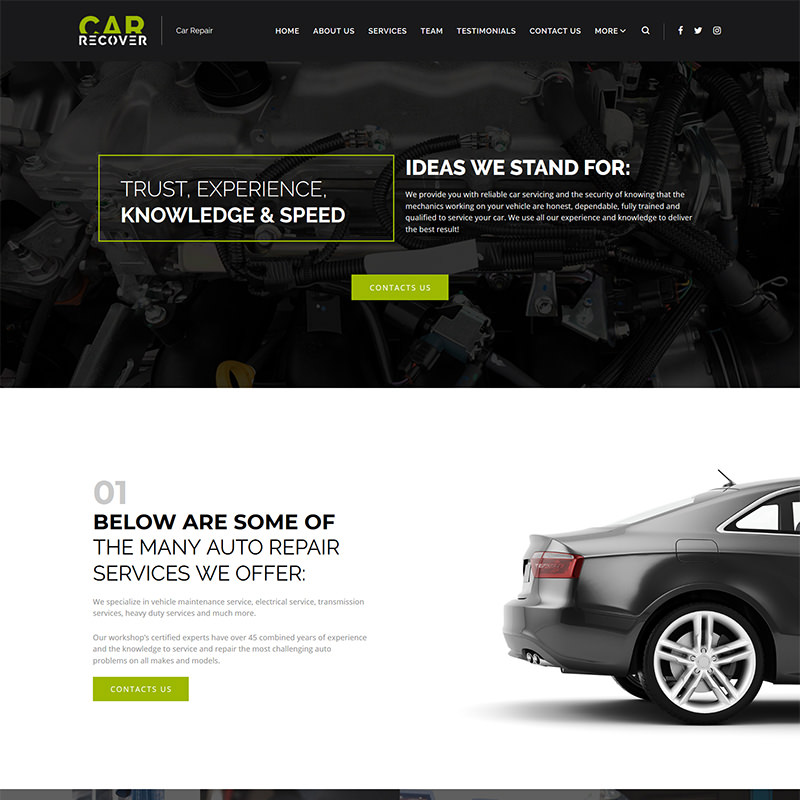 CAR
RECOVER
Car Repair
HOME ABOUT US SERVICES TEAM TESTIMONIALS CONTACT US MORE
TRUST, EXPERIENCE,
KNOWLEDGE & SPEED
IDEAS WE STAND FOR:
We provide you with reliable car servicing and the security of knowing that the
mechanics working on your vehicle are honest, dependable, fully trained and
qualified to service your car. We use all our experience and knowledge to deliver
the best result!
CONTACTS US
01
BELOW ARE SOME OF
THE MANY AUTO REPAIR
SERVICES WE OFFER:
We specialize in vehicle maintenance service, electrical service, transmission
services, heavy duty services and much more.
Our workshop's certified experts have over 45 combined years of experience
and the knowledge to service and repair the most challenging auto
problems on all makes and models.
CONTACTS US